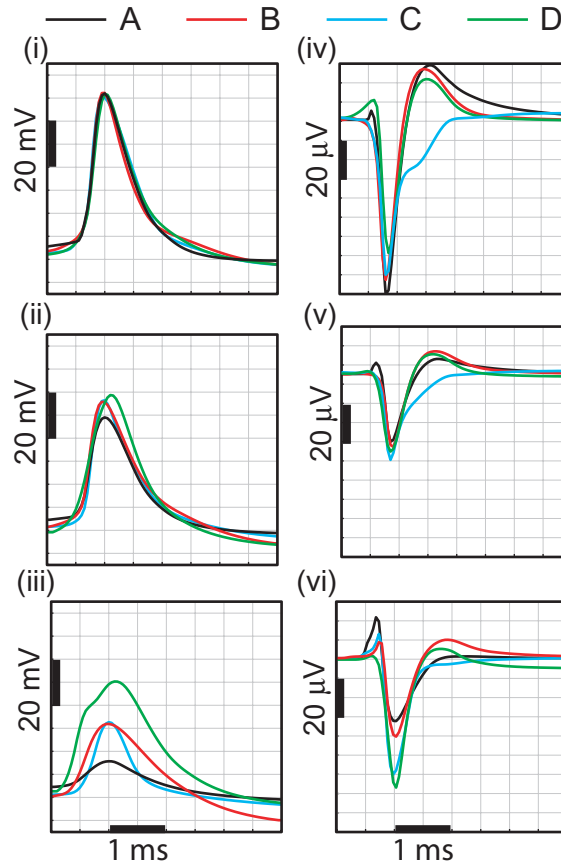 A B C D
(i) (iv)
20 mV 20 μV
(ii) (v)
20 mV 20 μV
(iii) (vi)
20 mV 20 μV
1 ms 1 ms